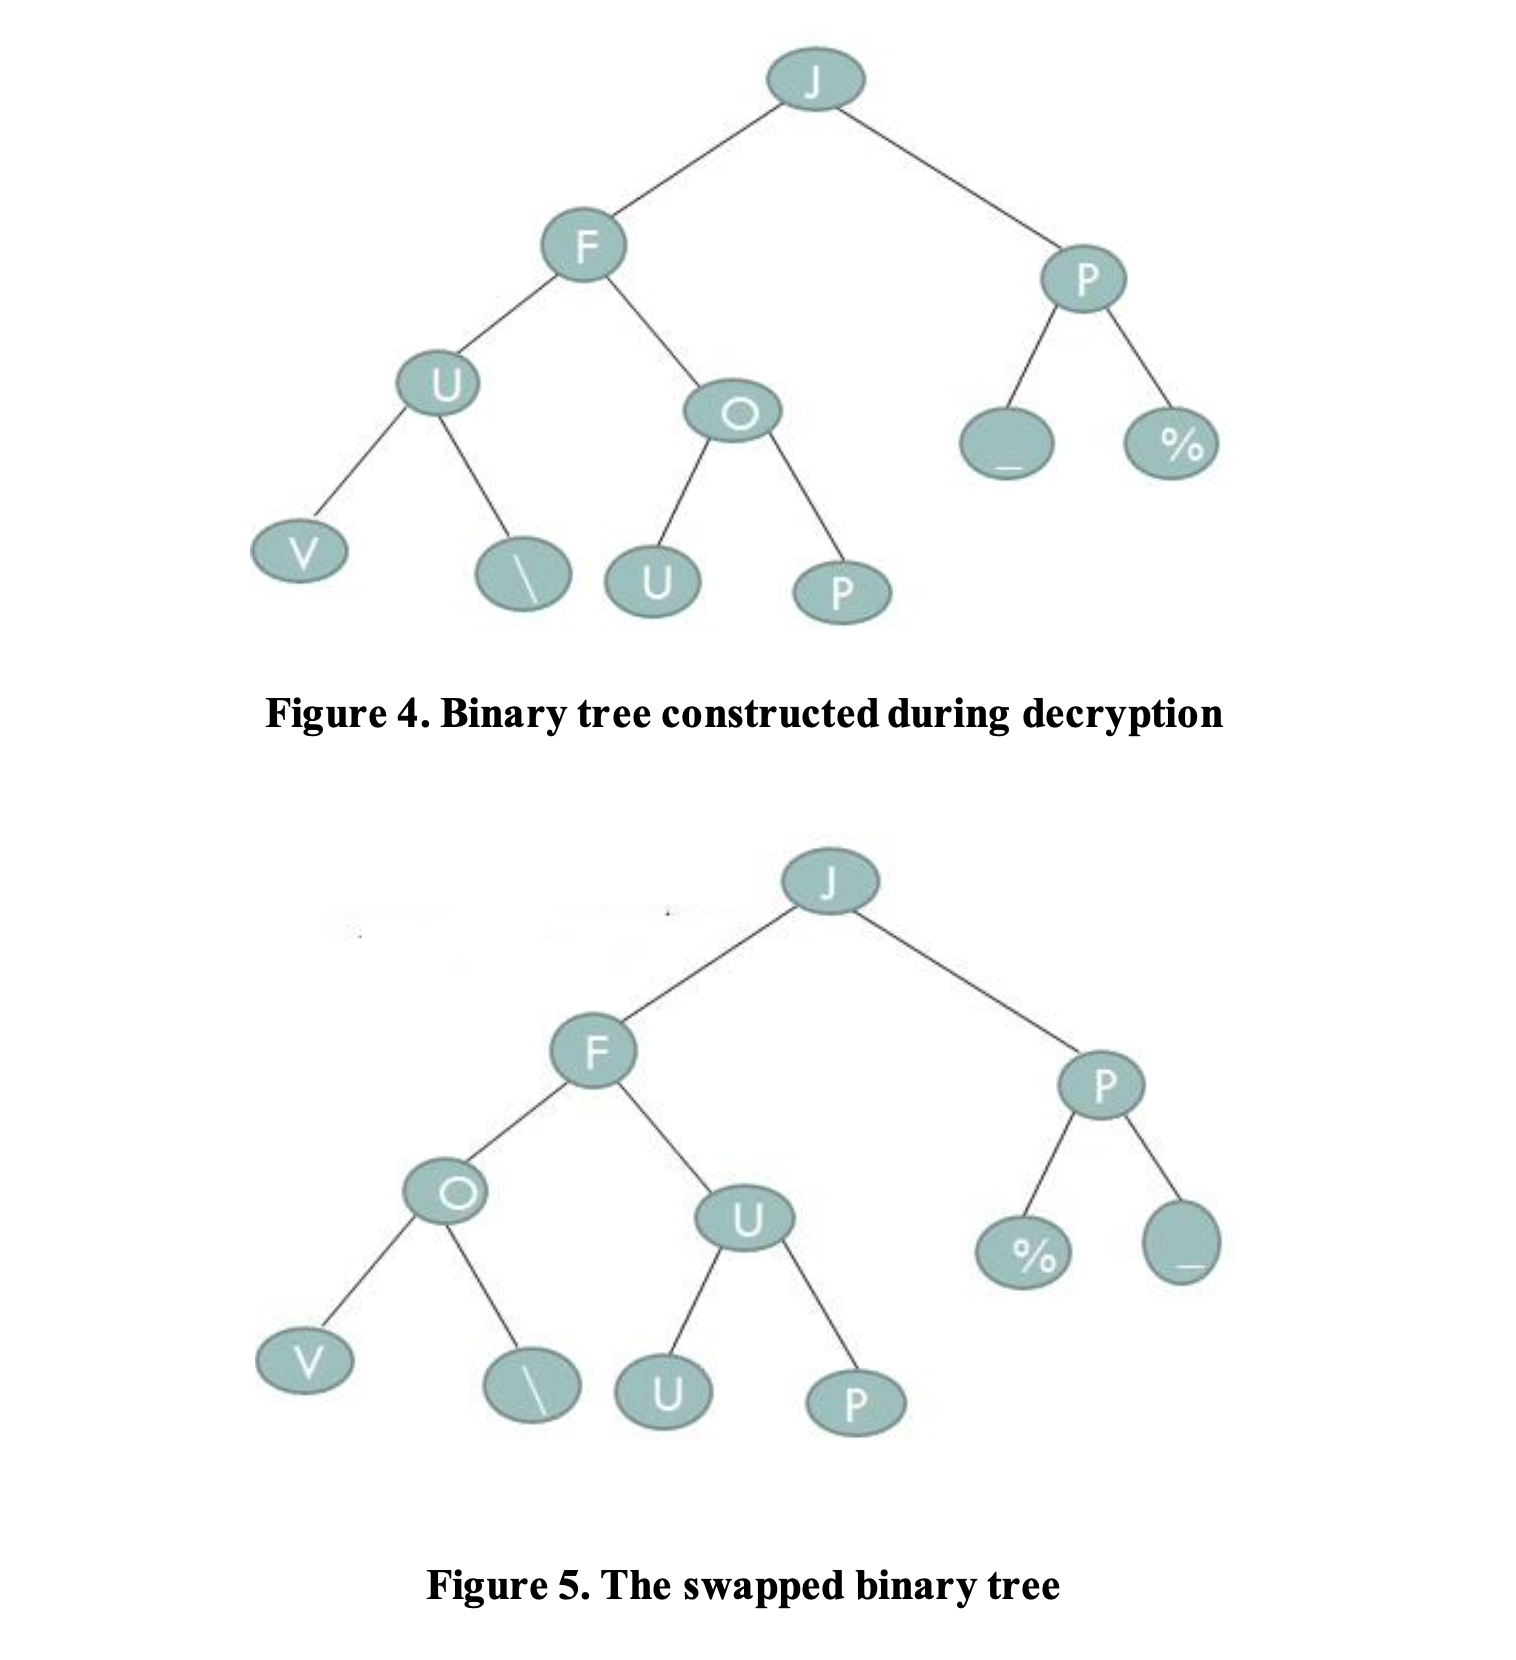 J
F
P
U
O
_
%
V
\
U
P
Figure 4. Binary tree constructed during decryption
J
F
P
O
U
%
_
V
\
U
P
Figure 5. The swapped binary tree